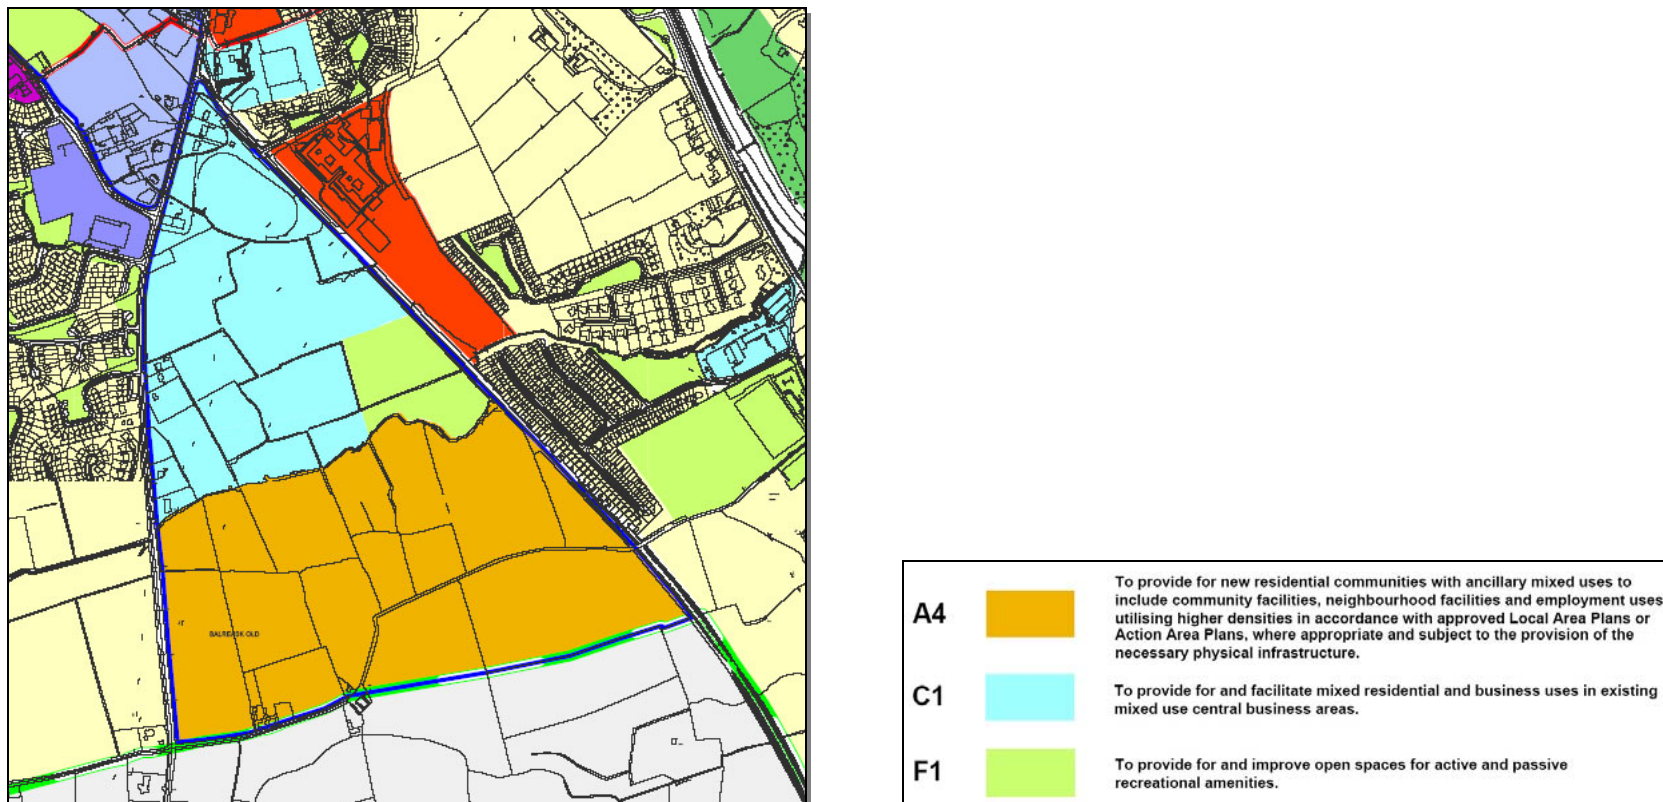 BALREASK OLD
A4
To provide for new residential communities with ancillary mixed uses to
include community facilities, neighbourhood facilities and employment uses
utilising higher densities in accordance with approved Local Area Plans or
Action Area Plans, where appropriate and subject to the provision of the
necessary physical infrastructure.
C1
To provide for and facilitate mixed residential and business uses in existing
mixed use central business areas.
F1
To provide for and improve open spaces for active and passive
recreational amenities.